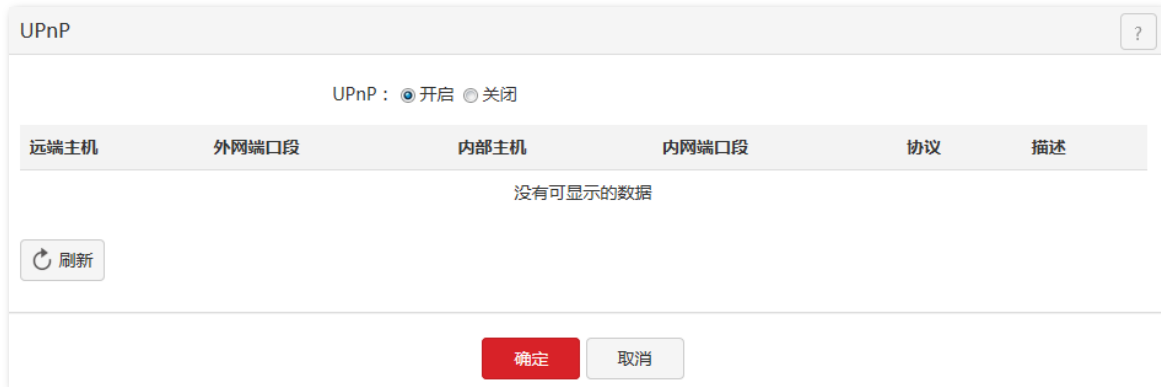 UPnP ?
UPnP： 开启 关闭
远端主机 外网端口段 内部主机 内网端口段 协议 描述
没有可显示的数据
刷新
确定 取消